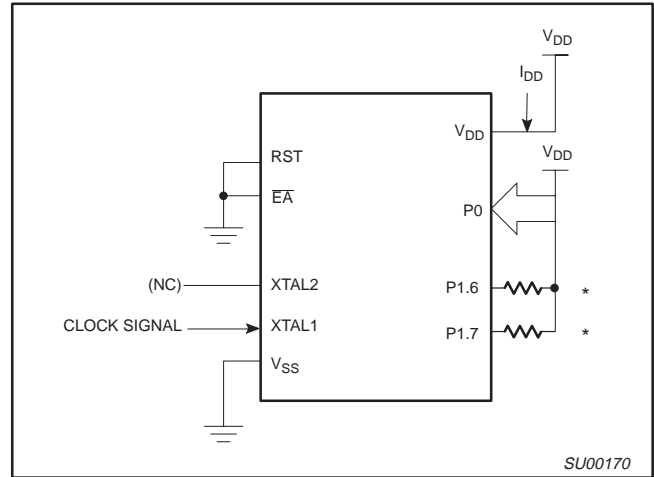 VDD
IDD
VDD
VDD
RST
EA
P0
(NC)
XTAL2
P1.6
*
CLOCK SIGNAL
XTAL1
P1.7
*
VSS
SU00170